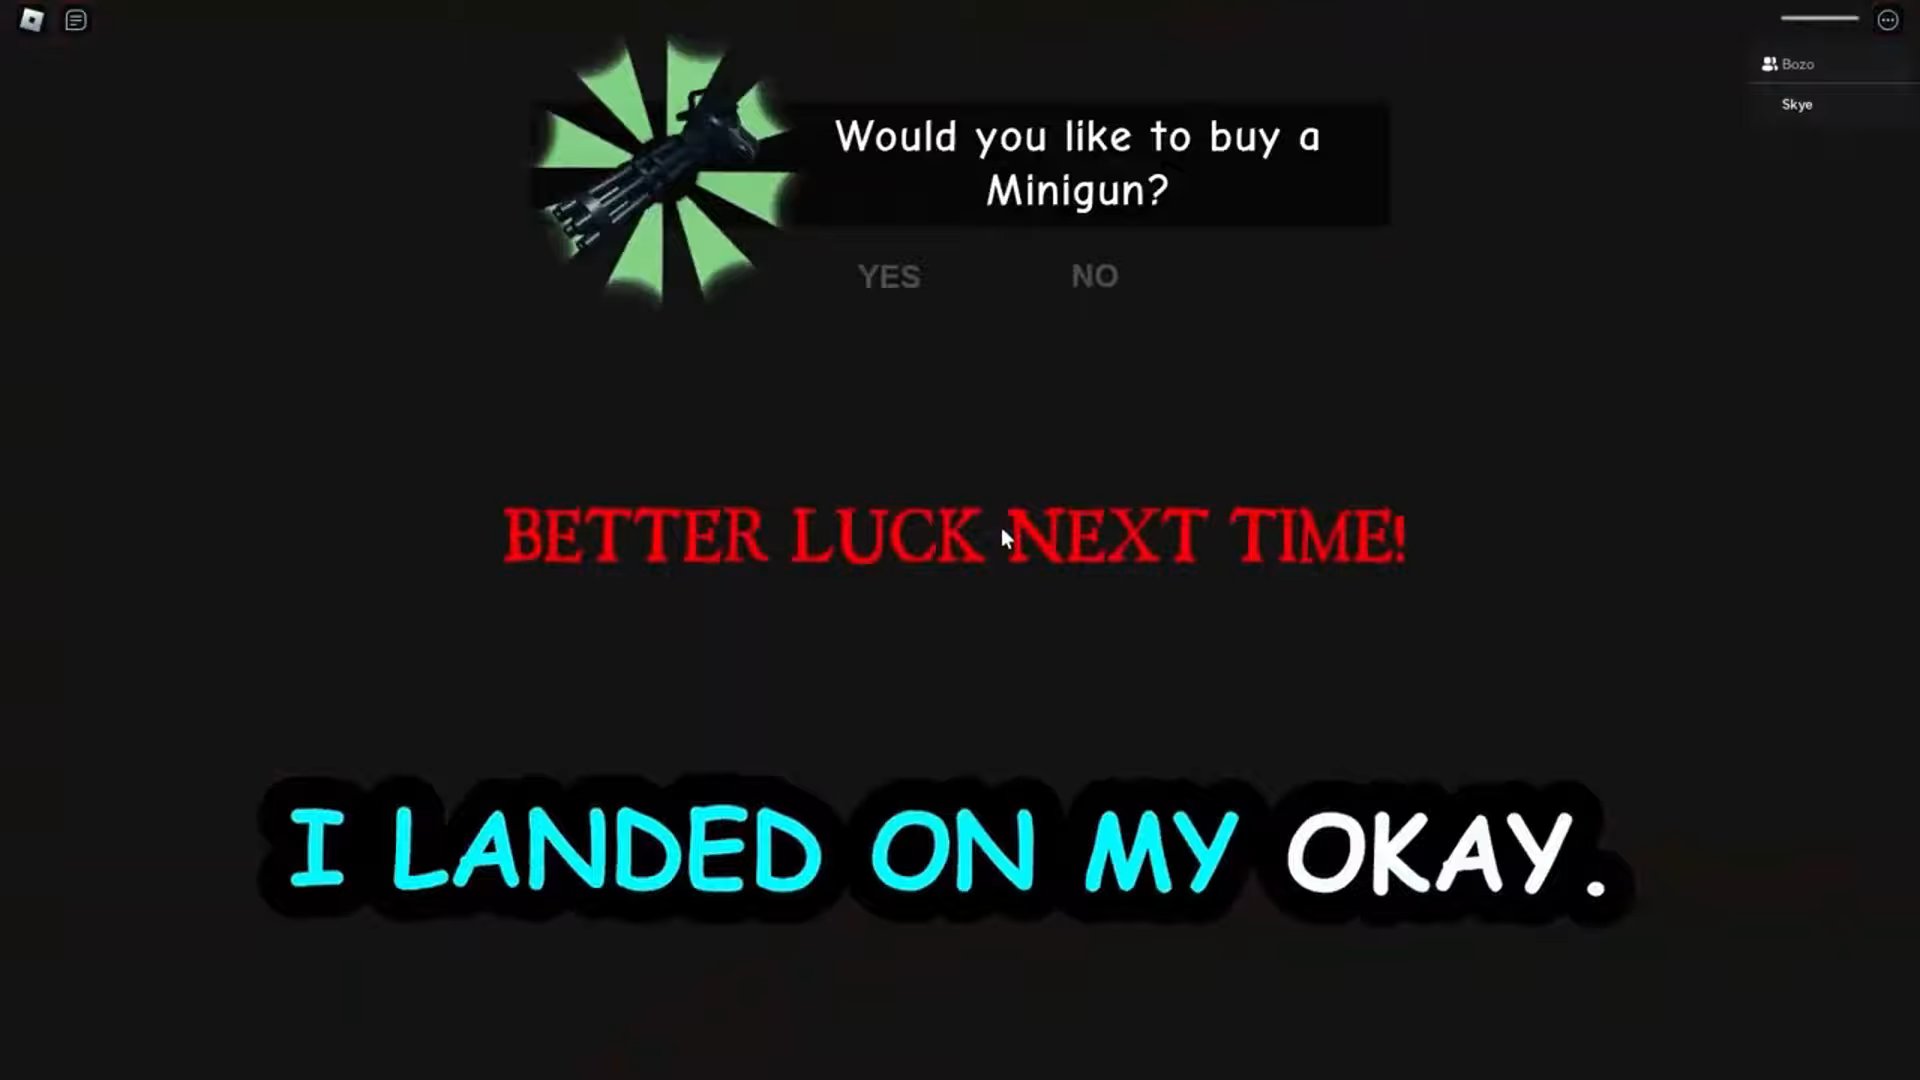 Bozo
Skye
Would you like to buy a
Minigun?
YES NO
BETTER LUCK NEXT TIME!
I LANDED ON MY OKAY.